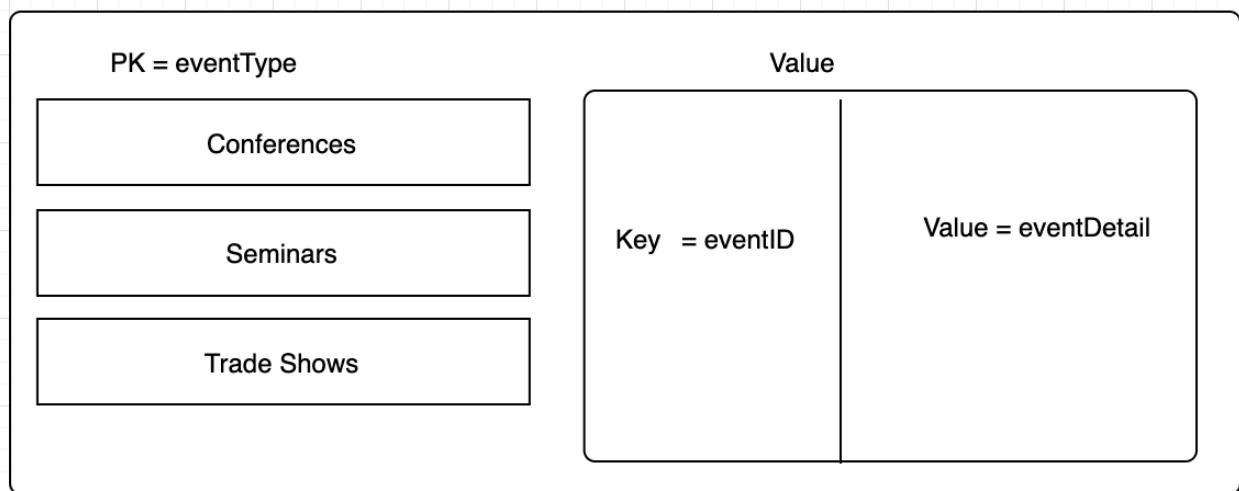 PK = eventType
Value
Conferences
Seminars
Trade Shows
Key = eventID
Value = eventDetail